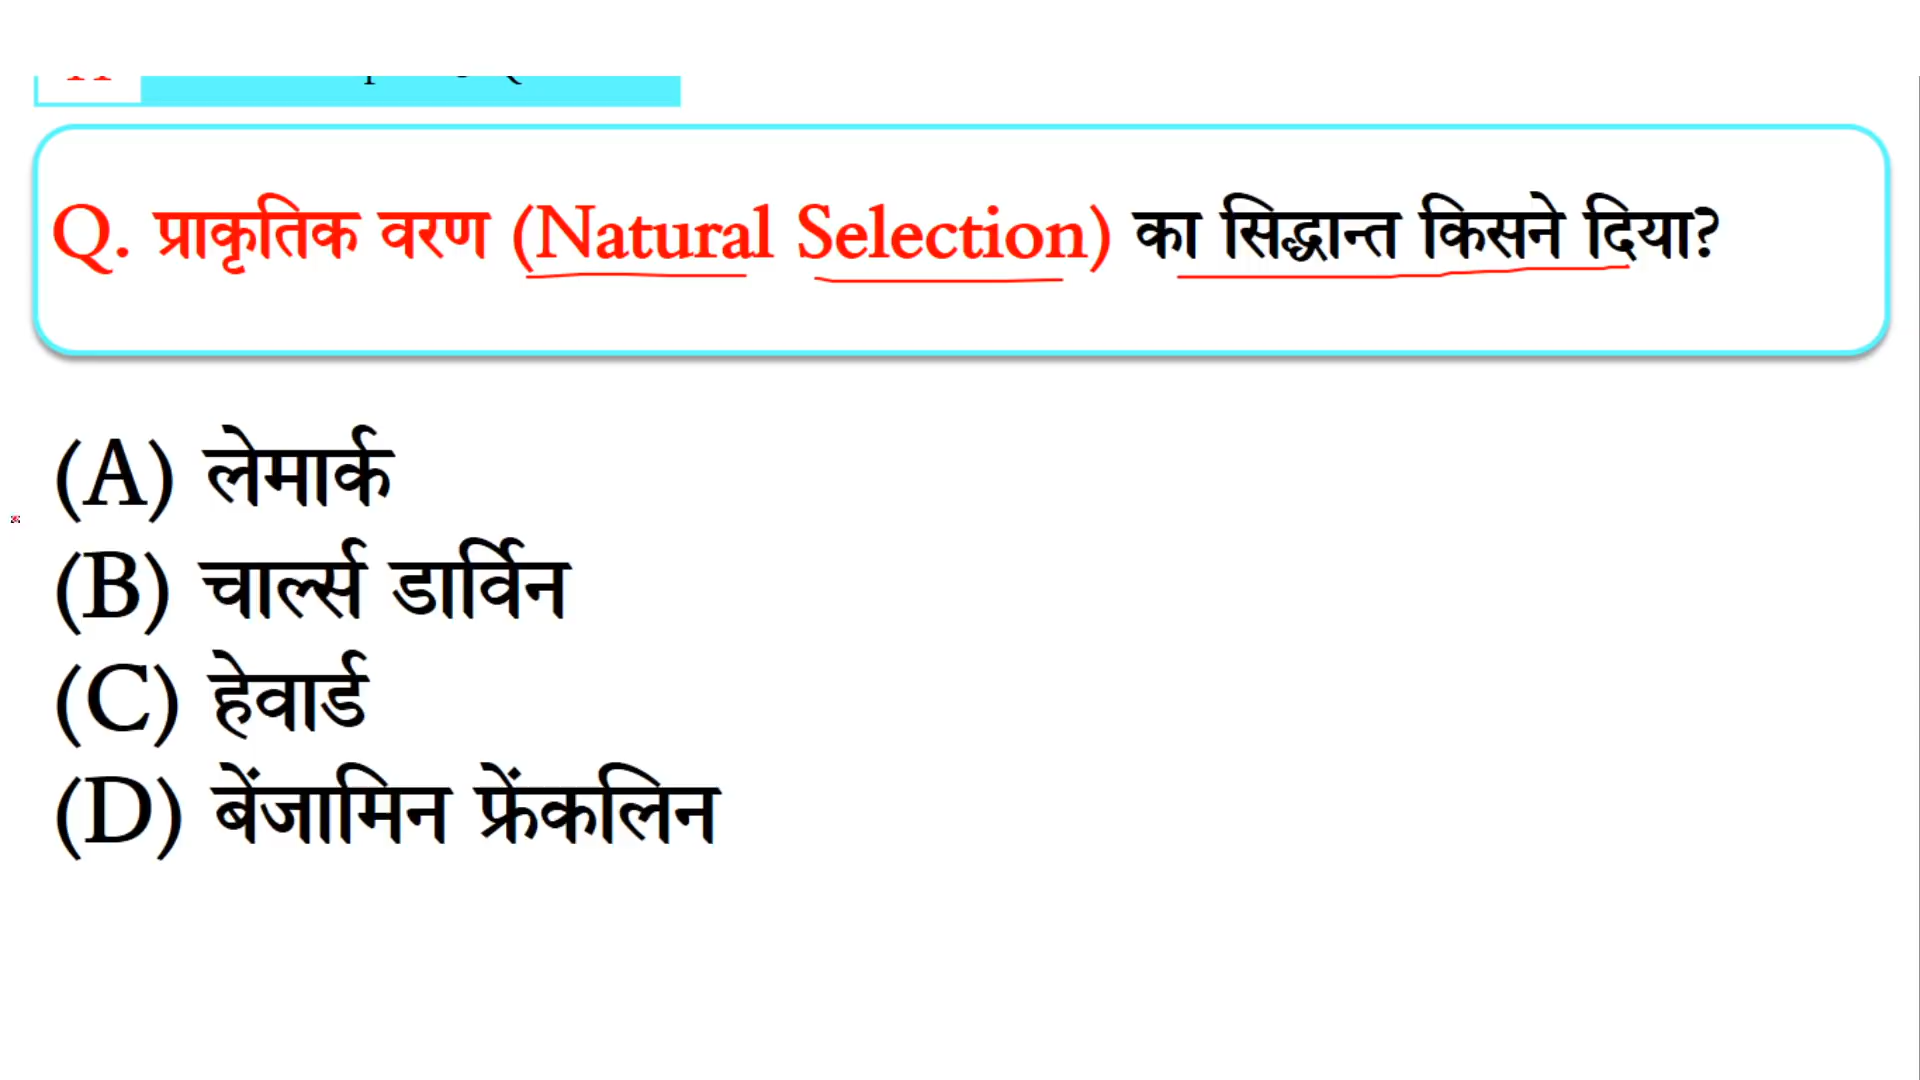 Q. प्राकृतिक वरण (Natural Selection) का सिद्धान्त किसने दिया?
(A) लेमार्क
(B) चार्ल्स डार्विन
(C) हेवार्ड
(D) बेंजामिन फ्रेंकलिन